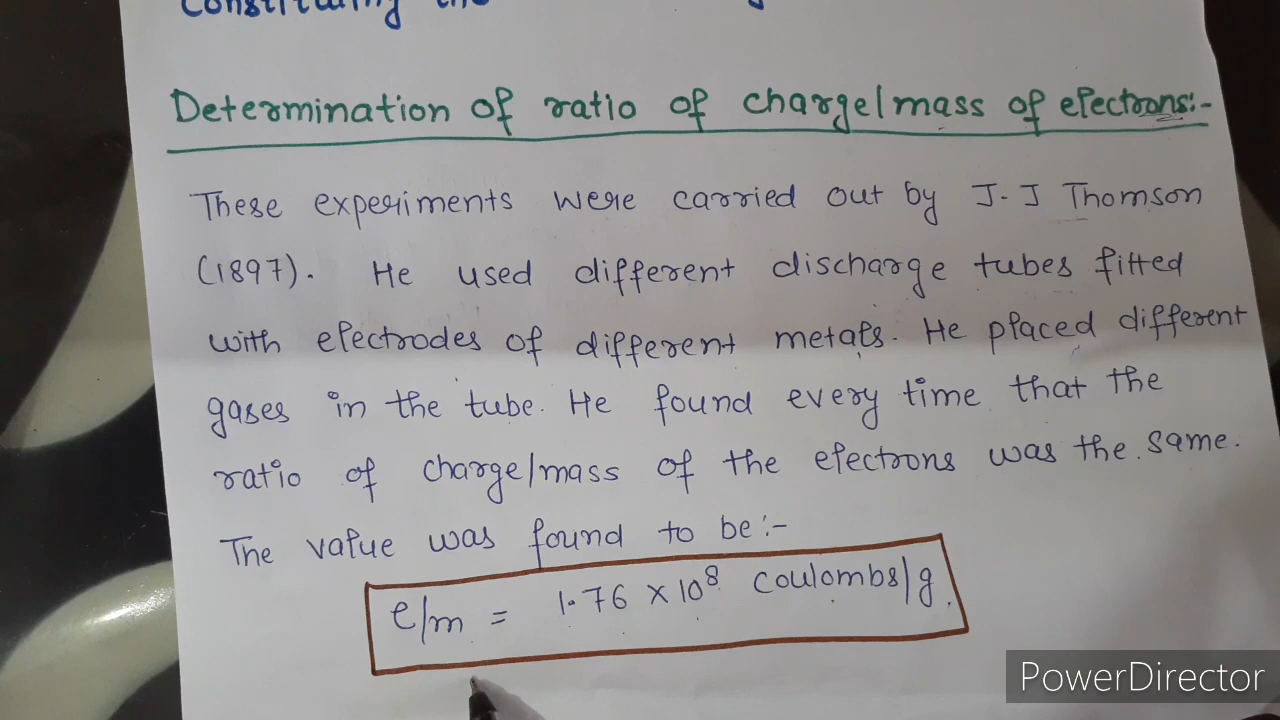 Constituting the
Determination of ratio of charge/mass of electrons:-
These experiments were carried out by J.J Thomson
(1897). He used different discharge tubes fitted
with electrodes of different metals. He placed different
gases in the tube. He found every time that the
ratio of charge/mass of the electrons was the same.
The value was found to be:-
e/m = 1.76 x 10⁸ coulombs/g.
PowerDirector